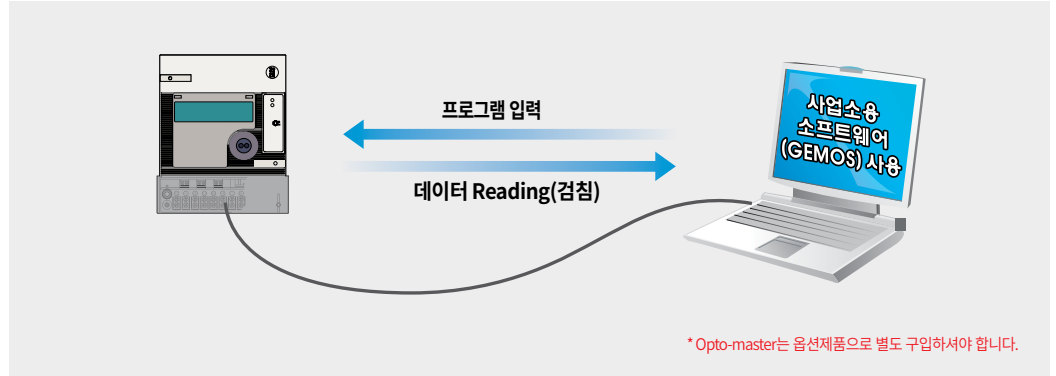 프로그램 입력
데이터 Reading(검침)
사업소용
소프트웨어
(GEMOS) 사용
* Opto-master는 옵션제품으로 별도 구입하셔야 합니다.